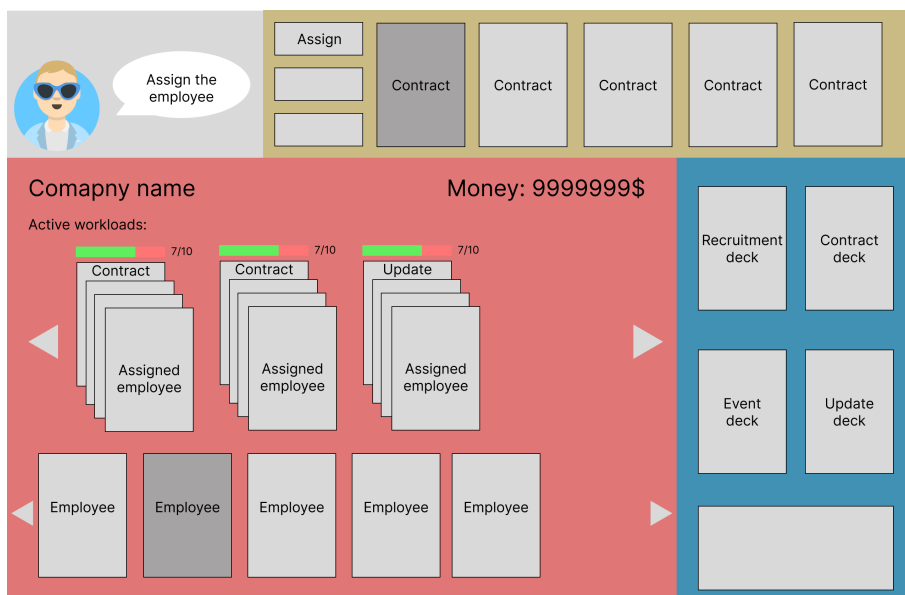 Assign the
employee
Assign
Contract
Contract
Contract
Contract
Contract
Comapny name
Money: 9999999$
Active workloads:
7/10
7/10
7/10
Contract
Contract
Update
Assigned
employee
Assigned
employee
Assigned
employee
Employee
Employee
Employee
Employee
Employee
Recruitment
deck
Contract
deck
Event
deck
Update
deck